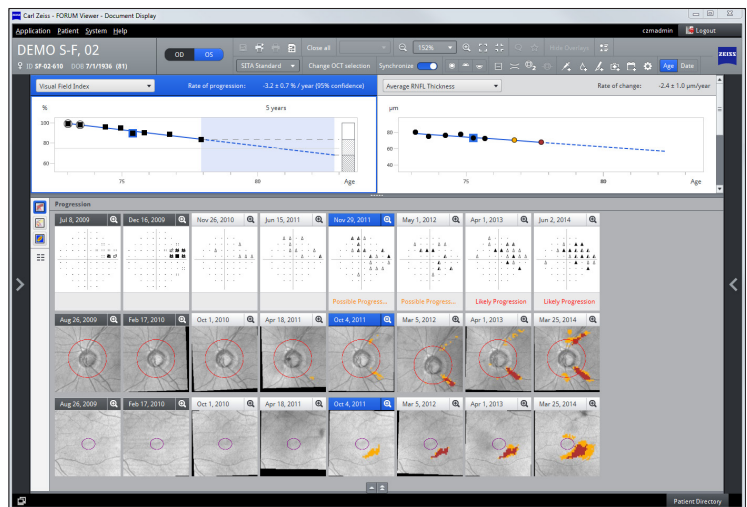 Carl Zeiss - FORUM Viewer - Document Display
Application Patient System Help
czmadmin Logout
DEMO S-F, 02
ID SF-02-610 DOB 7/1/1936 (81)
OD OS
Close all
152%
Hide Overlays
ZEISS
SITA Standard Change OCT selection Synchronize
Age Date
Visual Field Index Rate of progression: -3.2 ± 0.7 % / year (95% confidence)
Average RNFL Thickness Rate of change: -2.4 ± 1.0 µm/year
% 5 years
100
80
60
75 80 Age
µm
80
60
40
75 80 Age
Progression
Jul 8, 2009 Dec 16, 2009 Nov 26, 2010 Jun 15, 2011 Nov 29, 2011 May 1, 2012 Apr 1, 2013 Jun 2, 2014
Possible Progress... Possible Progress... Likely Progression Likely Progression
Aug 26, 2009 Feb 17, 2010 Oct 1, 2010 Apr 18, 2011 Oct 4, 2011 Mar 5, 2012 Apr 1, 2013 Mar 25, 2014
Aug 26, 2009 Feb 17, 2010 Oct 1, 2010 Apr 18, 2011 Oct 4, 2011 Mar 5, 2012 Apr 1, 2013 Mar 25, 2014
Patient Directory